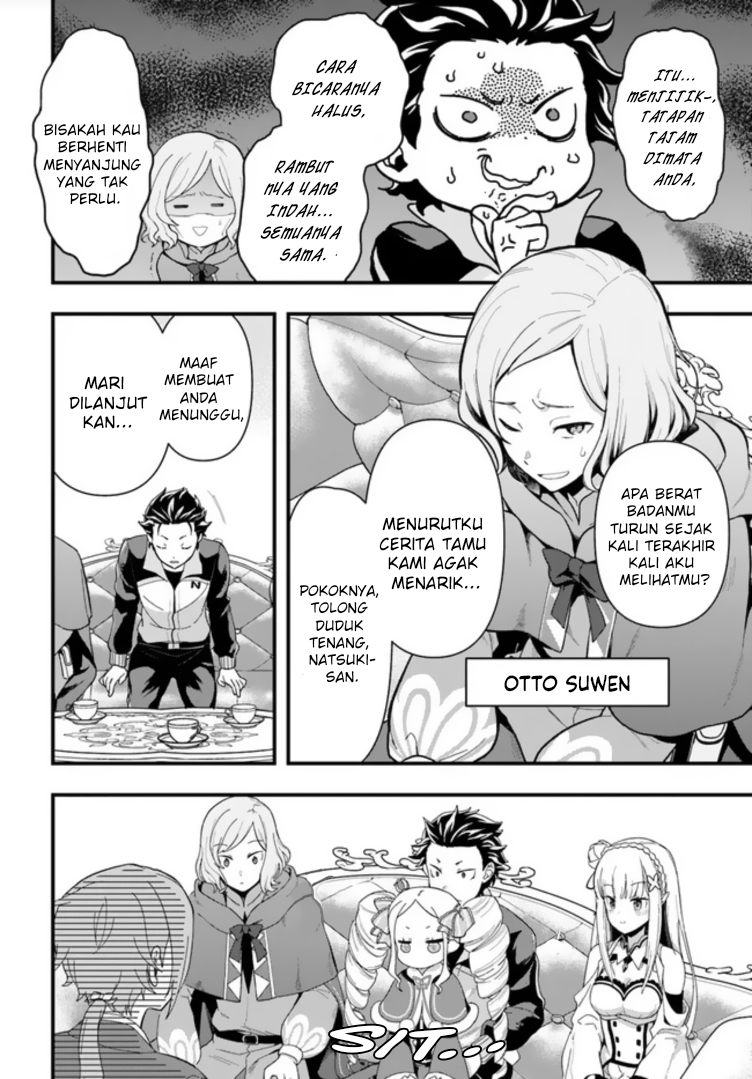 ITU...
MENJIJIK-,
TATAPAN
TAJAM
DIMATA
ANDA.
CARA
BICARANYA
HALUS,
RAMBUT
NYA YANG
INDAH...
SEMUANYA
SAMA.
BISAKAH KAU
BERHENTI
MENYANJUNG
YANG TAK
PERLU.
APA BERAT
BADANMU
TURUN SEJAK
KALI TERAKHIR
KALI AKU
MELIHATMU?
MENURUTKU
CERITA TAMU
KAMI AGAK
MENARIK...
POKOKNYA,
TOLONG
DUDUK
TENANG,
NATSUKI-
SAN.
OTTO SUWEN
MAAF
MEMBUAT
ANDA
MENUNGGU,
MARI
DILANJUT
KAN...
N
SIT...